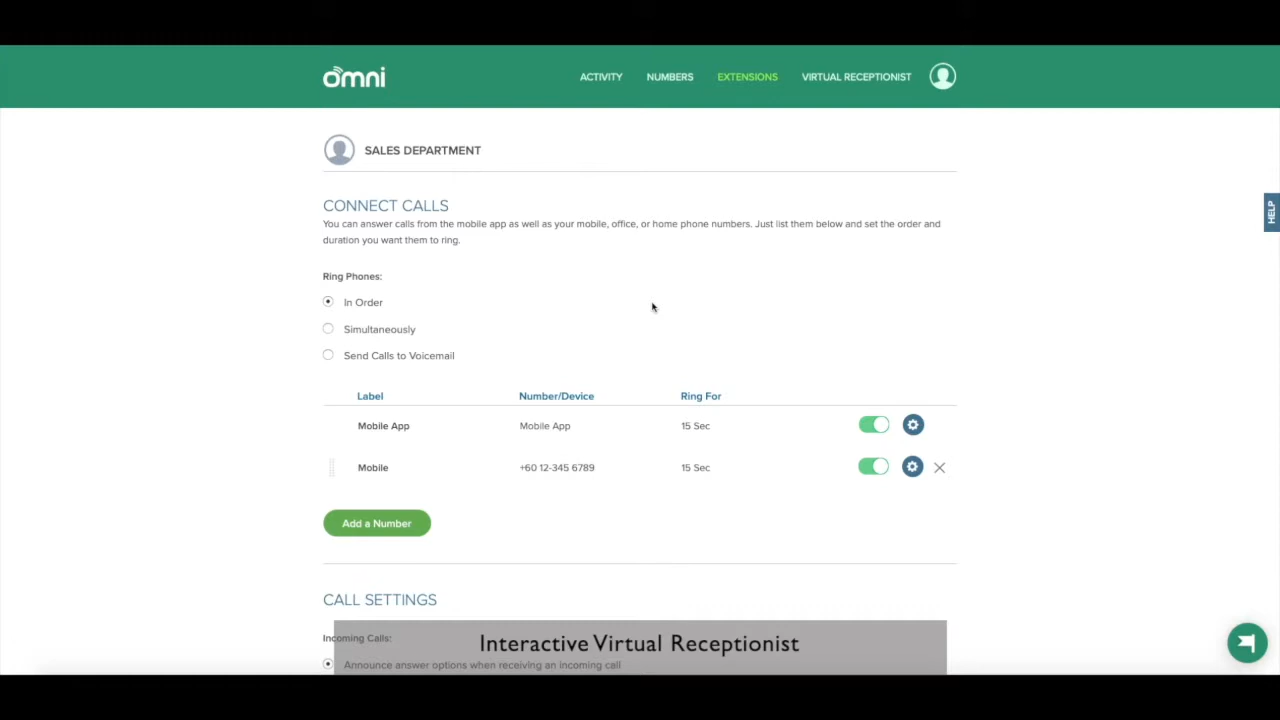 omni
ACTIVITY NUMBERS EXTENSIONS VIRTUAL RECEPTIONIST
SALES DEPARTMENT
HELP
CONNECT CALLS
You can answer calls from the mobile app as well as your mobile, office, or home phone numbers. Just list them below and set the order and
duration you want them to ring.
Ring Phones:
In Order
Simultaneously
Send Calls to Voicemail
Label Number/Device Ring For
Mobile App Mobile App 15 Sec
Mobile +60 12-345 6789 15 Sec
Add a Number
CALL SETTINGS
Incoming Calls:
Interactive Virtual Receptionist
Announce answer options when receiving an incoming call